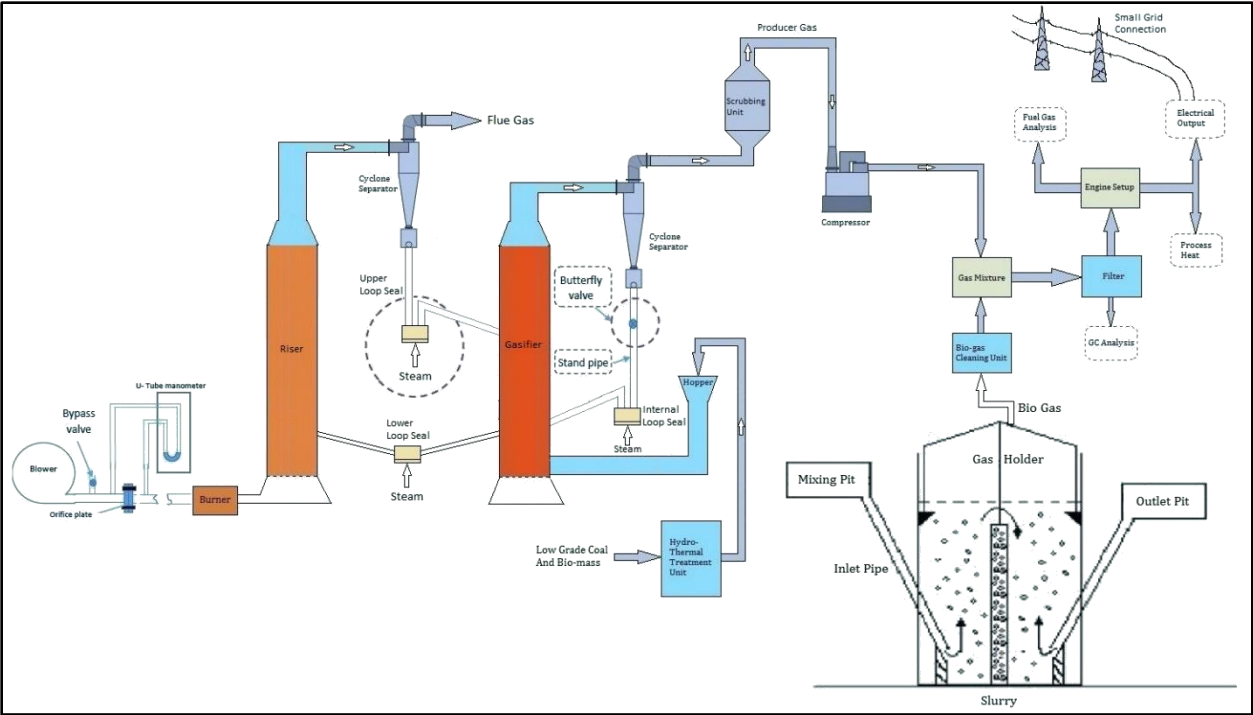 Small Grid
Connection
Producer Gas
Scrubbing
Unit
Fuel Gas
Analysis
Electrical
Output
Flue Gas
Cyclone
Separator
Engine Setup
Compressor
Cyclone
Separator
Process
Heat
Upper
Loop Seal
Butterfly
valve
Gas Mixture
Filter
Riser
Gasifier
Steam
Stand pipe
Bio-gas
Cleaning Unit
GC Analysis
U- Tube manometer
Hopper
Bypass
valve
Lower
Loop Seal
Internal
Loop Seal
Bio Gas
Steam
Blower
Gas Holder
Mixing Pit
Outlet Pit
Burner
Steam
Orifice plate
Low Grade Coal
And Bio-mass
Hydro-
Thermal
Treatment
Unit
Inlet Pipe
Slurry